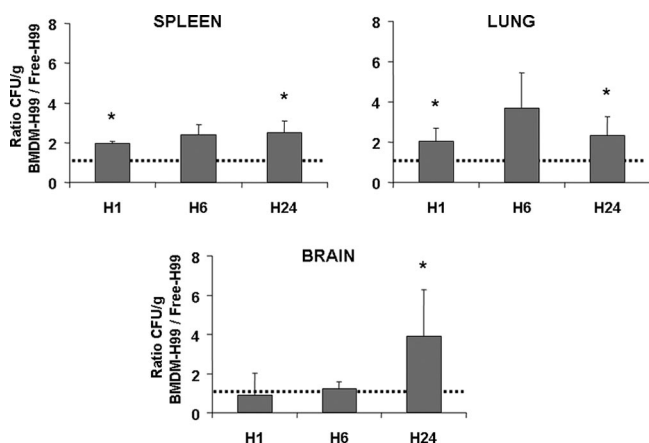 SPLEEN
Ratio CFU/g
BMDM-H99 / Free-H99
8
6
4
2
0
*
*
H1 H6 H24
LUNG
8
6
4
2
0
*
*
H1 H6 H24
BRAIN
Ratio CFU/g
BMDM-H99 / Free-H99
8
6
4
2
0
*
H1 H6 H24